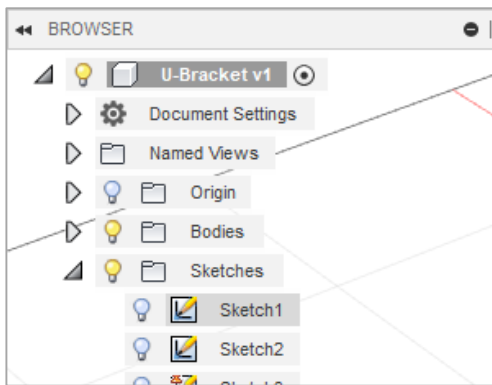 BROWSER
U-Bracket v1
Document Settings
Named Views
Origin
Bodies
Sketches
Sketch1
Sketch2